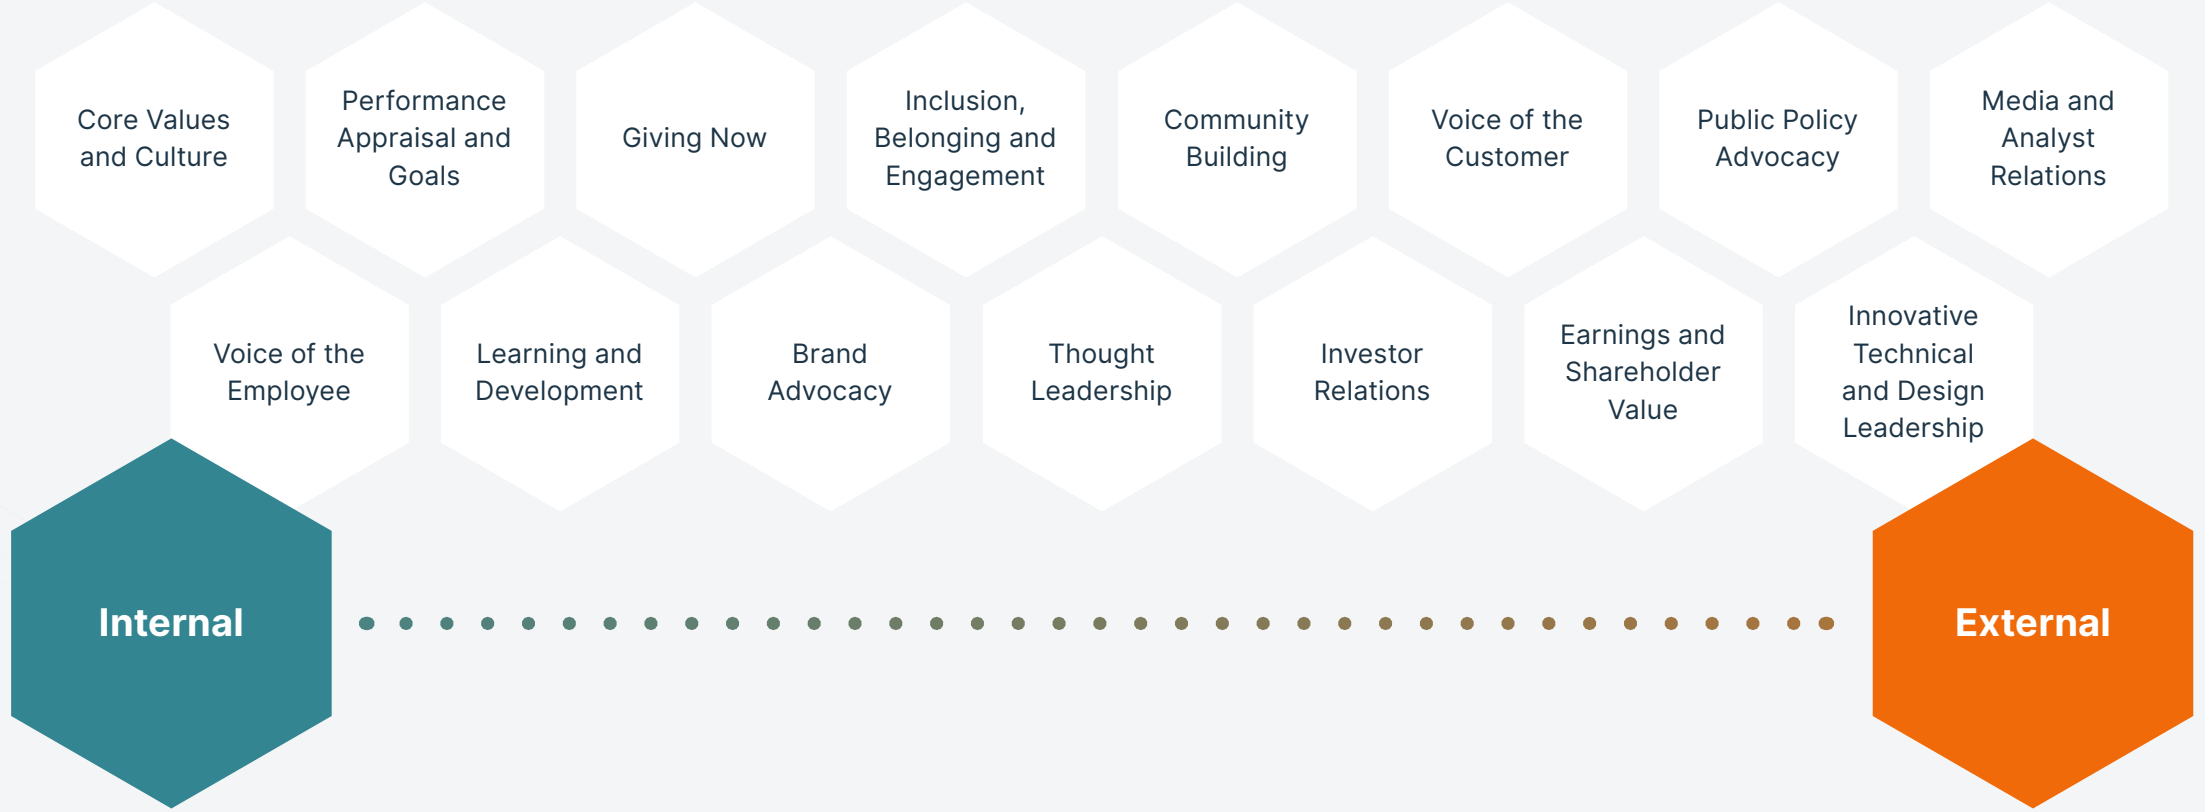 Core Values
and Culture
Performance
Appraisal and
Goals
Giving Now
Inclusion,
Belonging and
Engagement
Community
Building
Voice of the
Customer
Public Policy
Advocacy
Media and
Analyst
Relations
Voice of the
Employee
Learning and
Development
Brand
Advocacy
Thought
Leadership
Investor
Relations
Earnings and
Shareholder
Value
Innovative
Technical
and Design
Leadership
Internal
External